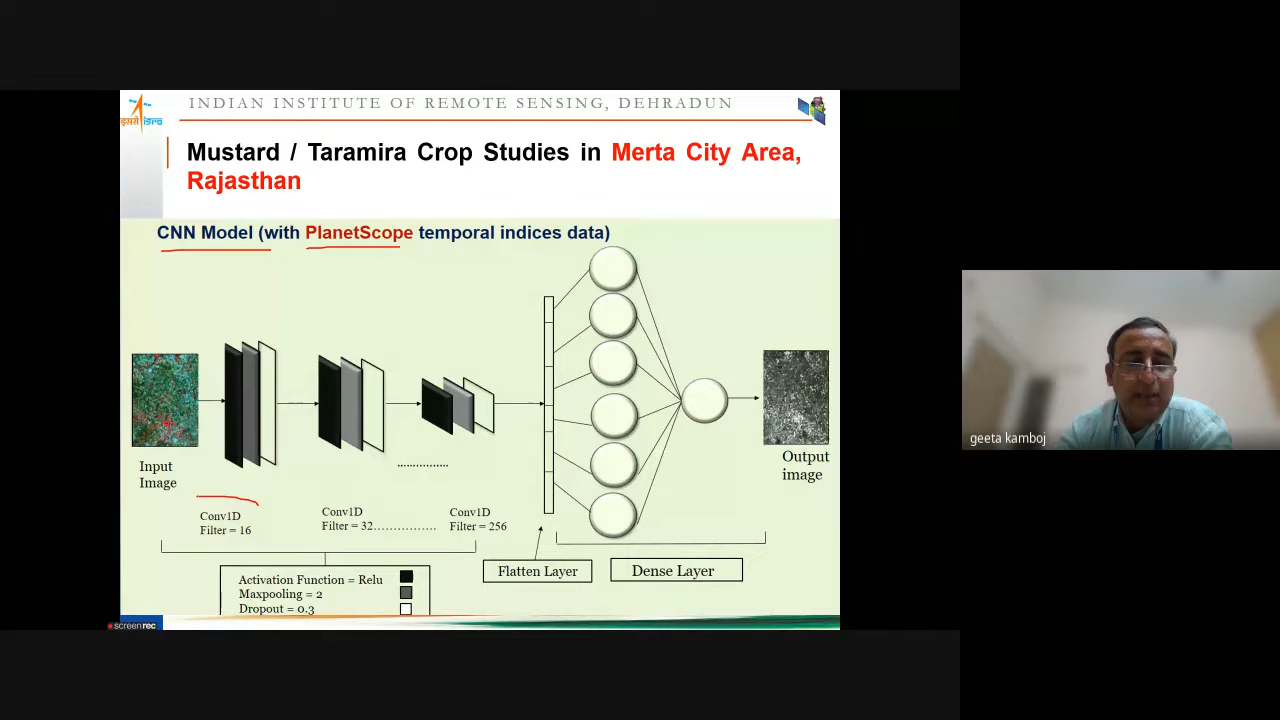 INDIAN INSTITUTE OF REMOTE SENSING, DEHRADUN
इसरो isro
Mustard / Taramira Crop Studies in Merta City Area,
Rajasthan
CNN Model (with PlanetScope temporal indices data)
Input
Image
Output
image
Conv1D
Filter = 16
Conv1D
Filter = 32................
Conv1D
Filter = 256
................
Flatten Layer
Dense Layer
Activation Function = Relu
Maxpooling = 2
Dropout = 0.3
screenrec
geeta kamboj